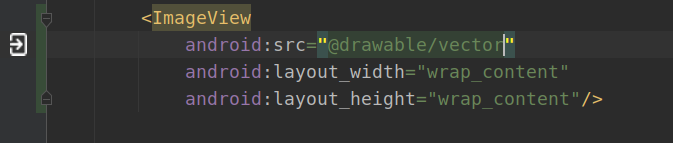 <ImageView
android:src="@drawable/vector"
android:layout_width="wrap_content"
android:layout_height="wrap_content"/>